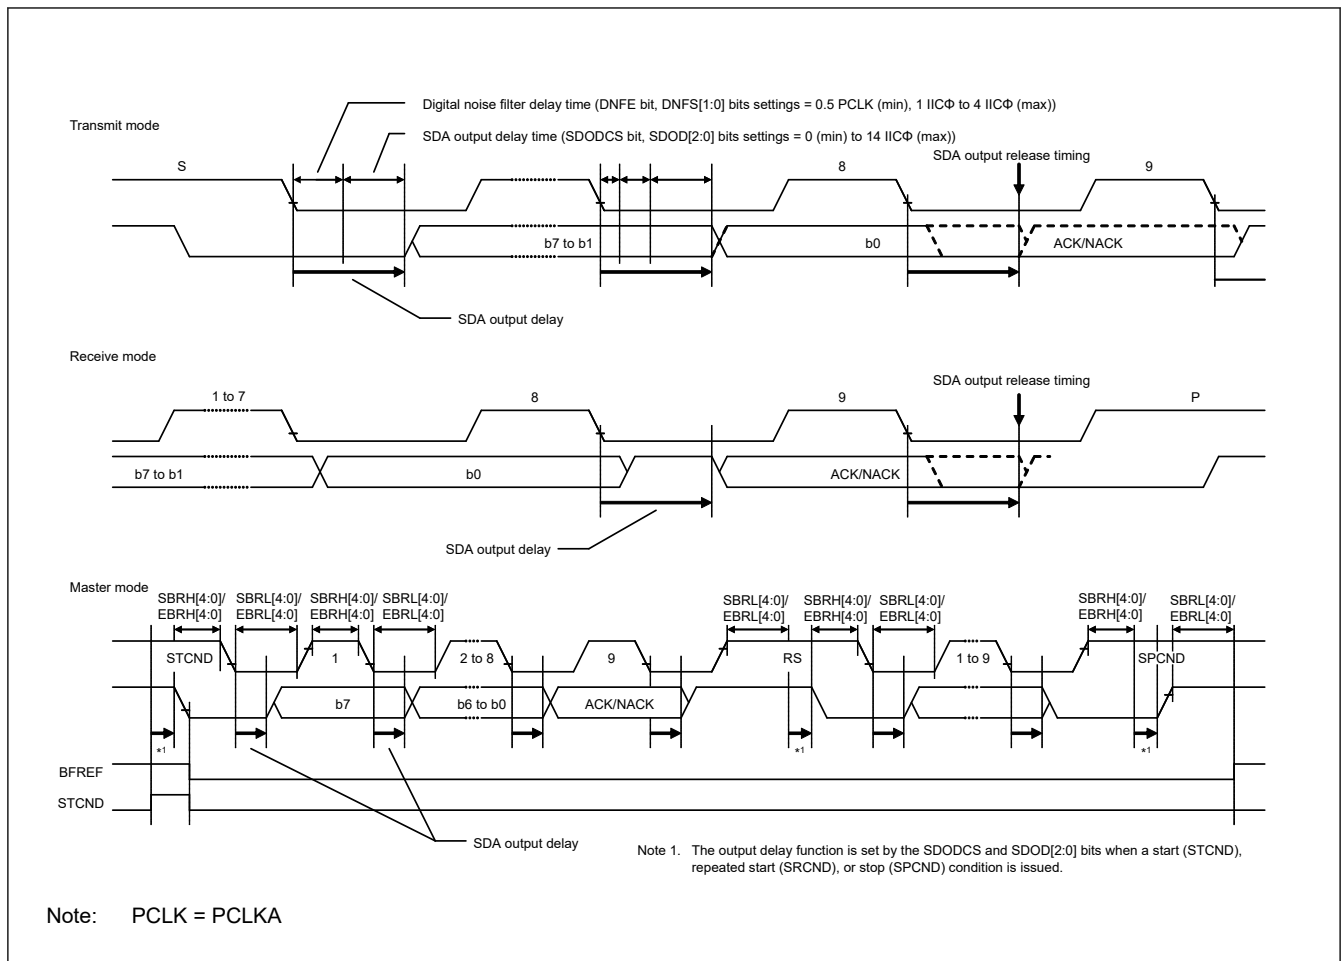 Digital noise filter delay time (DNFE bit, DNFS[1:0] bits settings = 0.5 PCLK (min), 1 IICΦ to 4 IICΦ (max))
Transmit mode
SDA output delay time (SDODCS bit, SDOD[2:0] bits settings = 0 (min) to 14 IICΦ (max))
SDA output release timing
S
8
9
b7 to b1
b0
ACK/NACK
SDA output delay
Receive mode
SDA output release timing
1 to 7
8
9
P
b7 to b1
b0
ACK/NACK
SDA output delay
Master mode
SBRH[4:0]/
EBRH[4:0]
SBRL[4:0]/
EBRL[4:0]
SBRH[4:0]/
EBRH[4:0]
SBRL[4:0]/
EBRL[4:0]
SBRL[4:0]/
EBRL[4:0]
SBRH[4:0]/
EBRH[4:0]
SBRL[4:0]/
EBRL[4:0]
SBRH[4:0]/
EBRH[4:0]
SBRL[4:0]/
EBRL[4:0]
STCND
1
2 to 8
9
RS
1 to 9
SPCND
b7
b6 to b0
ACK/NACK
*1
*1
*1
BFREF
STCND
SDA output delay
Note 1. The output delay function is set by the SDODCS and SDOD[2:0] bits when a start (STCND),
repeated start (SRCND), or stop (SPCND) condition is issued.
Note: PCLK = PCLKA